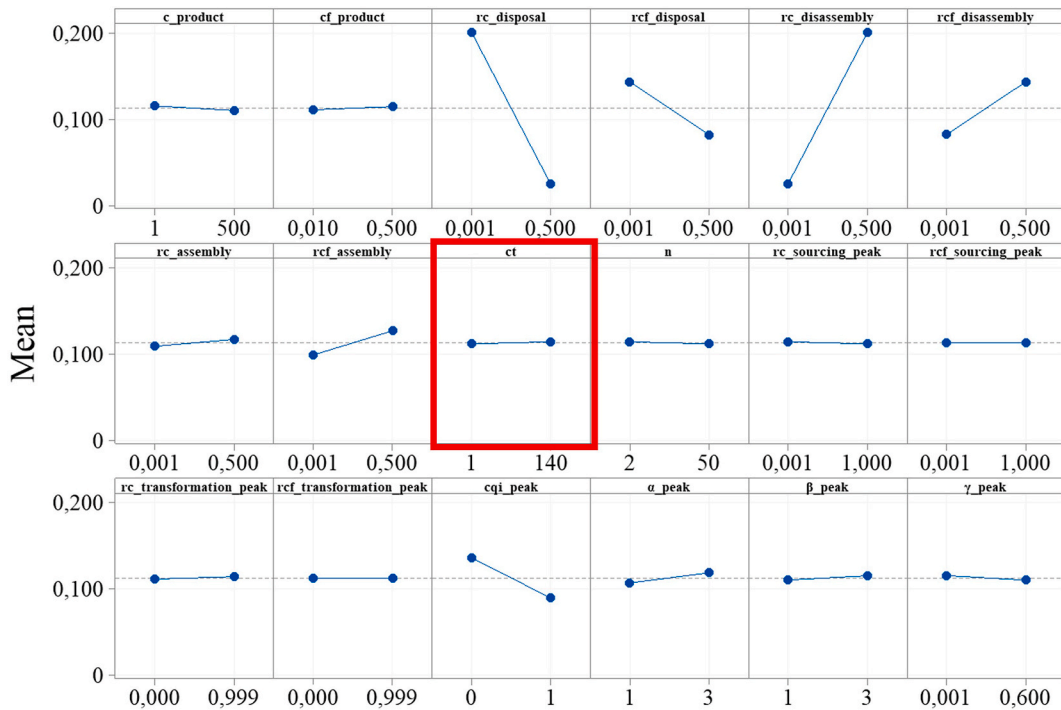 c_product cf_product rc_disposal rcf_disposal rc_disassembly rcf_disassembly
0,200
0,100
0
1 500 0,010 0,500 0,001 0,500 0,001 0,500 0,001 0,500 0,001 0,500
rc_assembly rcf_assembly ct n rc_sourcing_peak rcf_sourcing_peak
0,200
Mean
0,100
0
0,001 0,500 0,001 0,500 1 140 2 50 0,001 1,000 0,001 1,000
rc_transformation_peak rcf_transformation_peak cqi_peak α_peak β_peak γ_peak
0,200
0,100
0
0,000 0,999 0,000 0,999 0 1 1 3 1 3 0,001 0,600